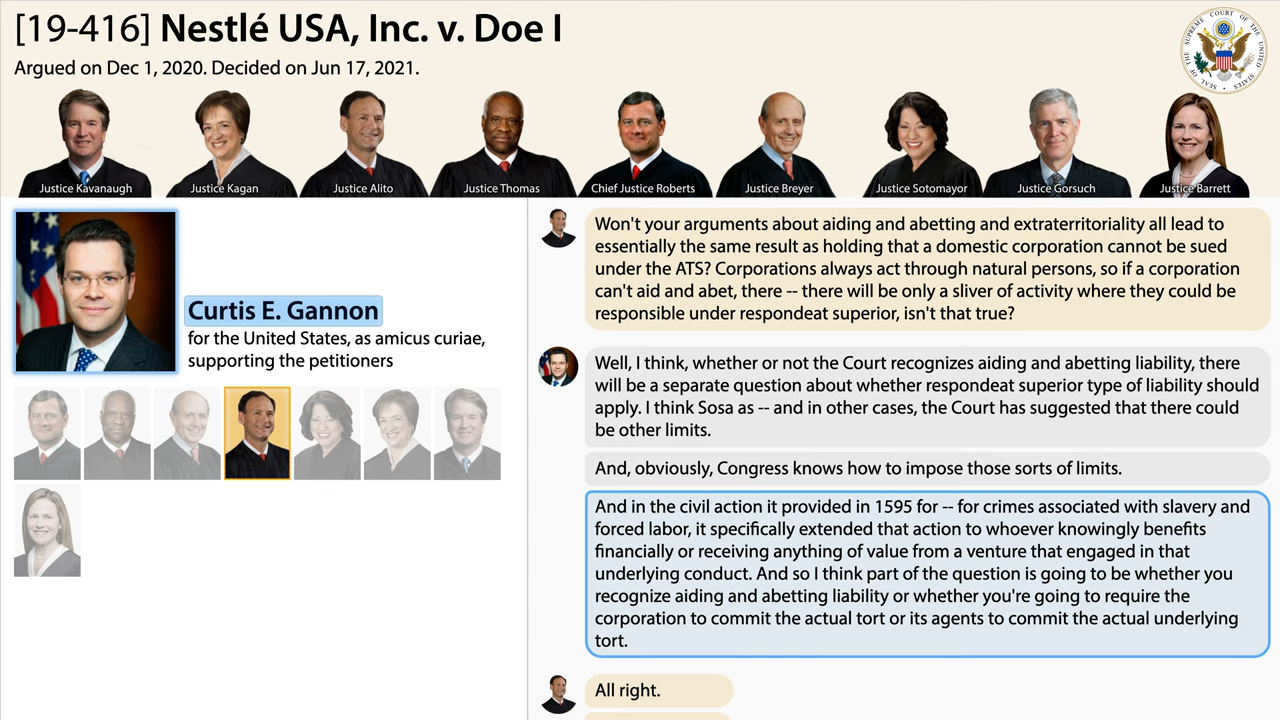 [19-416] Nestlé USA, Inc. v. Doe I
Argued on Dec 1, 2020. Decided on Jun 17, 2021.
SEAL OF THE SUPREME COURT OF THE UNITED STATES
Justice Kavanaugh
Justice Kagan
Justice Alito
Justice Thomas
Chief Justice Roberts
Justice Breyer
Justice Sotomayor
Justice Gorsuch
Justice Barrett
Curtis E. Gannon
for the United States, as amicus curiae,
supporting the petitioners
Won't your arguments about aiding and abetting and extraterritoriality all lead to
essentially the same result as holding that a domestic corporation cannot be sued
under the ATS? Corporations always act through natural persons, so if a corporation
can't aid and abet, there -- there will be only a sliver of activity where they could be
responsible under respondeat superior, isn't that true?
Well, I think, whether or not the Court recognizes aiding and abetting liability, there
will be a separate question about whether respondeat superior type of liability should
apply. I think Sosa as -- and in other cases, the Court has suggested that there could
be other limits.
And, obviously, Congress knows how to impose those sorts of limits.
And in the civil action it provided in 1595 for -- for crimes associated with slavery and
forced labor, it specifically extended that action to whoever knowingly benefits
financially or receiving anything of value from a venture that engaged in that
underlying conduct. And so I think part of the question is going to be whether you
recognize aiding and abetting liability or whether you're going to require the
corporation to commit the actual tort or its agents to commit the actual underlying
tort.
All right.